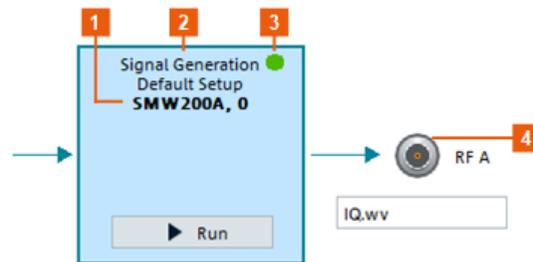 1 2 3
Signal Generation
Default Setup
SMW200A, 0
4
RF A
IQ.wv
Run